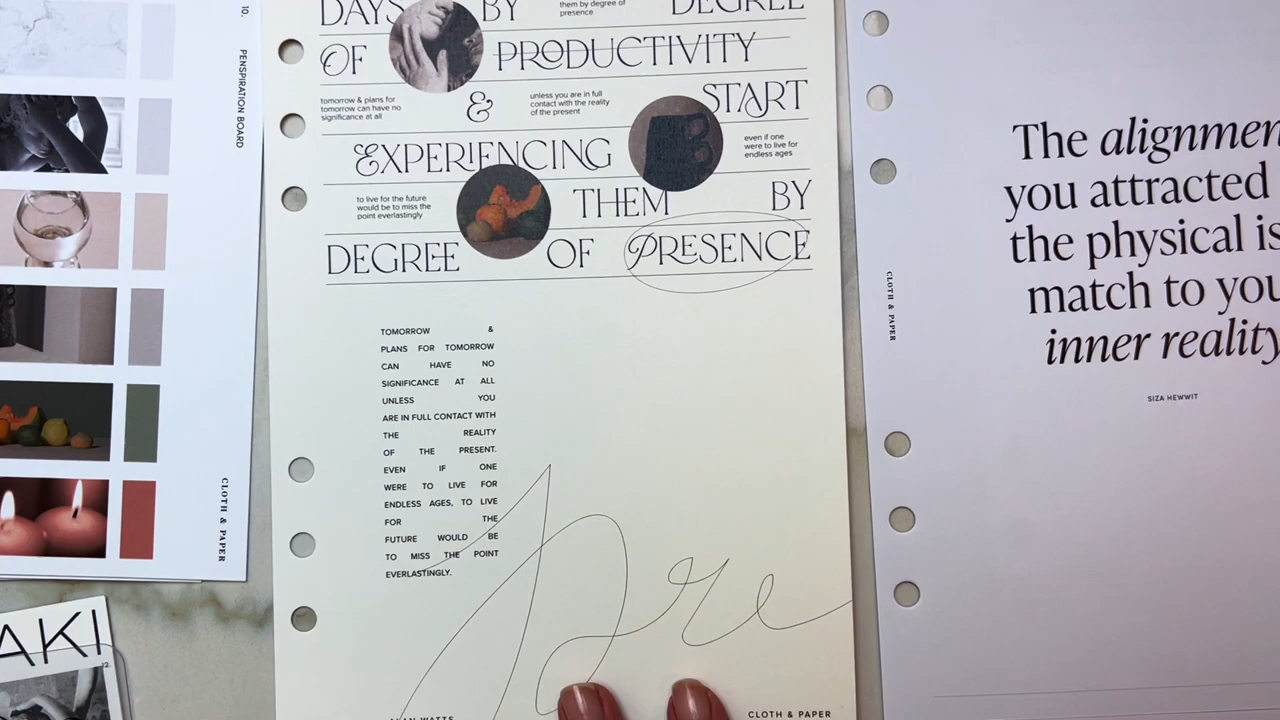 10.
PENSPIRATION BOARD
CLOTH & PAPER
AKI
12.
DAYS BY DEGREE
them by degree of
presence
OF PRODUCTIVITY
tomorrow & plans for
tomorrow can have no
significance at all
&
unless you are in full
contact with the reality
of the present
START
EXPERIENCING
even if one
were to live for
endless ages
to live for the future
would be to miss the
point everlastingly
THEM BY
DEGREE OF PRESENCE
TOMORROW &
PLANS FOR TOMORROW
CAN HAVE NO
SIGNIFICANCE AT ALL
UNLESS YOU
ARE IN FULL CONTACT WITH
THE REALITY
OF THE PRESENT.
EVEN IF ONE
WERE TO LIVE FOR
ENDLESS AGES, TO LIVE
FOR THE
FUTURE WOULD BE
TO MISS THE POINT
EVERLASTINGLY.
pre
ALAN WATTS
CLOTH & PAPER
CLOTH & PAPER
The alignmen
you attracted
the physical is
match to you
inner reality
SIZA HEWWIT